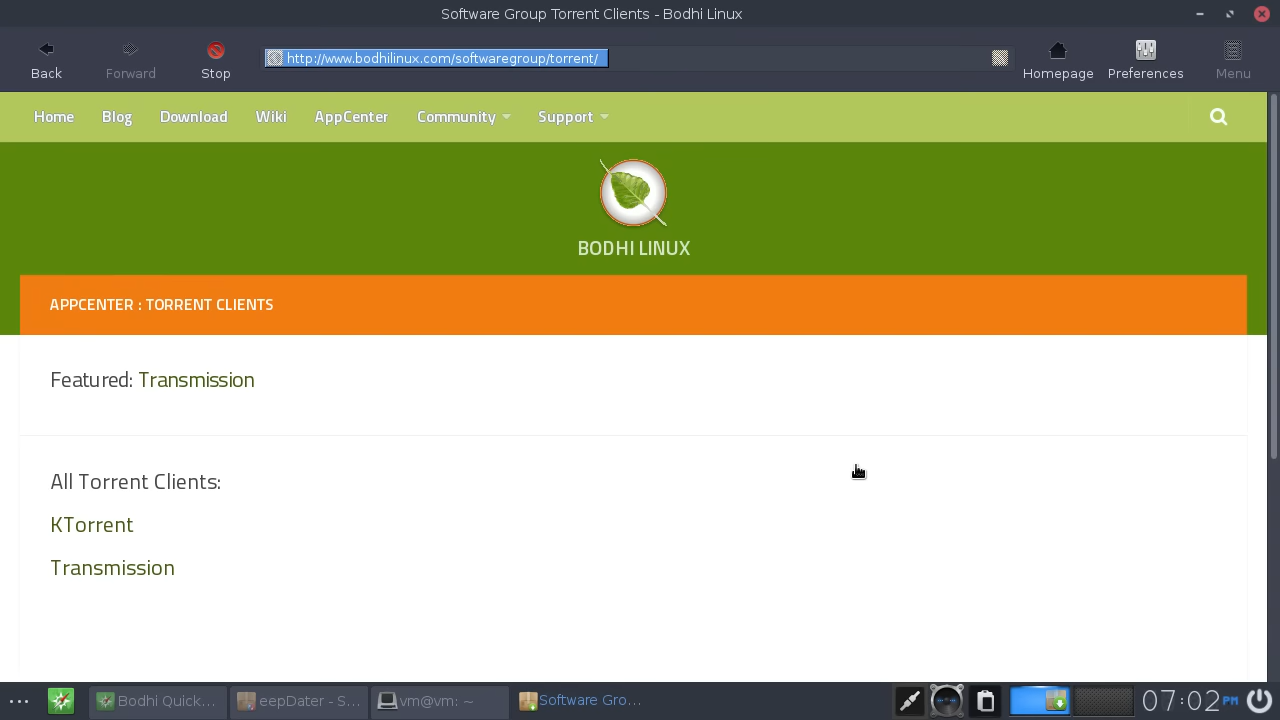 Software Group Torrent Clients - Bodhi Linux
Back
Forward
Stop
http://www.bodhilinux.com/softwaregroup/torrent/
Homepage
Preferences
Menu
Home
Blog
Download
Wiki
AppCenter
Community
Support
BODHI LINUX
APPCENTER : TORRENT CLIENTS
Featured: Transmission
All Torrent Clients:
KTorrent
Transmission
Bodhi Quick...
eepDater - S...
vm@vm: ~
Software Gro...
07:02 PM